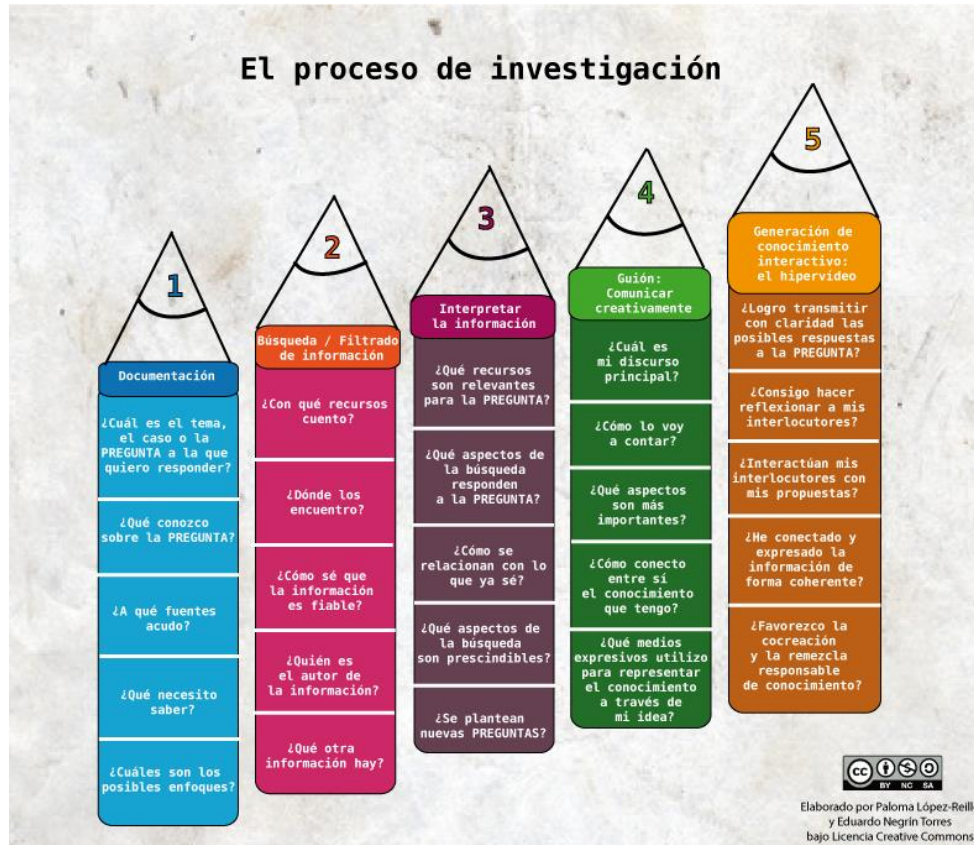 El proceso de investigación
1
Documentación
¿Cuál es el tema,
el caso o la
PREGUNTA a la que
quiero responder?
¿Qué conozco
sobre la PREGUNTA?
¿A qué fuentes
acudo?
¿Qué necesito
saber?
¿Cuáles son los
posibles enfoques?
2
Búsqueda / Filtrado
de información
¿Con qué recursos
cuento?
¿Dónde los
encuentro?
¿Cómo sé que
la información
es fiable?
¿Quién es
el autor de
la información?
¿Qué otra
información hay?
3
Interpretar
la información
¿Qué recursos
son relevantes
para la PREGUNTA?
¿Qué aspectos de
la búsqueda
responden
a la PREGUNTA?
¿Cómo se
relacionan con lo
que ya sé?
¿Qué aspectos de
la búsqueda
son prescindibles?
¿Se plantean
nuevas PREGUNTAS?
4
Guión:
Comunicar
creativamente
¿Cuál es
mi discurso
principal?
¿Cómo lo voy
a contar?
¿Qué aspectos
son más
importantes?
¿Cómo conecto
entre sí
el conocimiento
que tengo?
¿Qué medios
expresivos utilizo
para representar
el conocimiento
a través de
mi idea?
5
Generación de
conocimiento
interactivo:
el hipervídeo
¿Logro transmitir
con claridad las
posibles respuestas
a la PREGUNTA?
¿Consigo hacer
reflexionar a mis
interlocutores?
¿Interactúan mis
interlocutores con
mis propuestas?
¿He conectado y
expresado la
información de
forma coherente?
¿Favorezco la
cocreación
y la remezcla
responsable
de conocimiento?
cc
BY NC SA
Elaborado por Paloma López-Reill
y Eduardo Negrín Torres
bajo Licencia Creative Commons